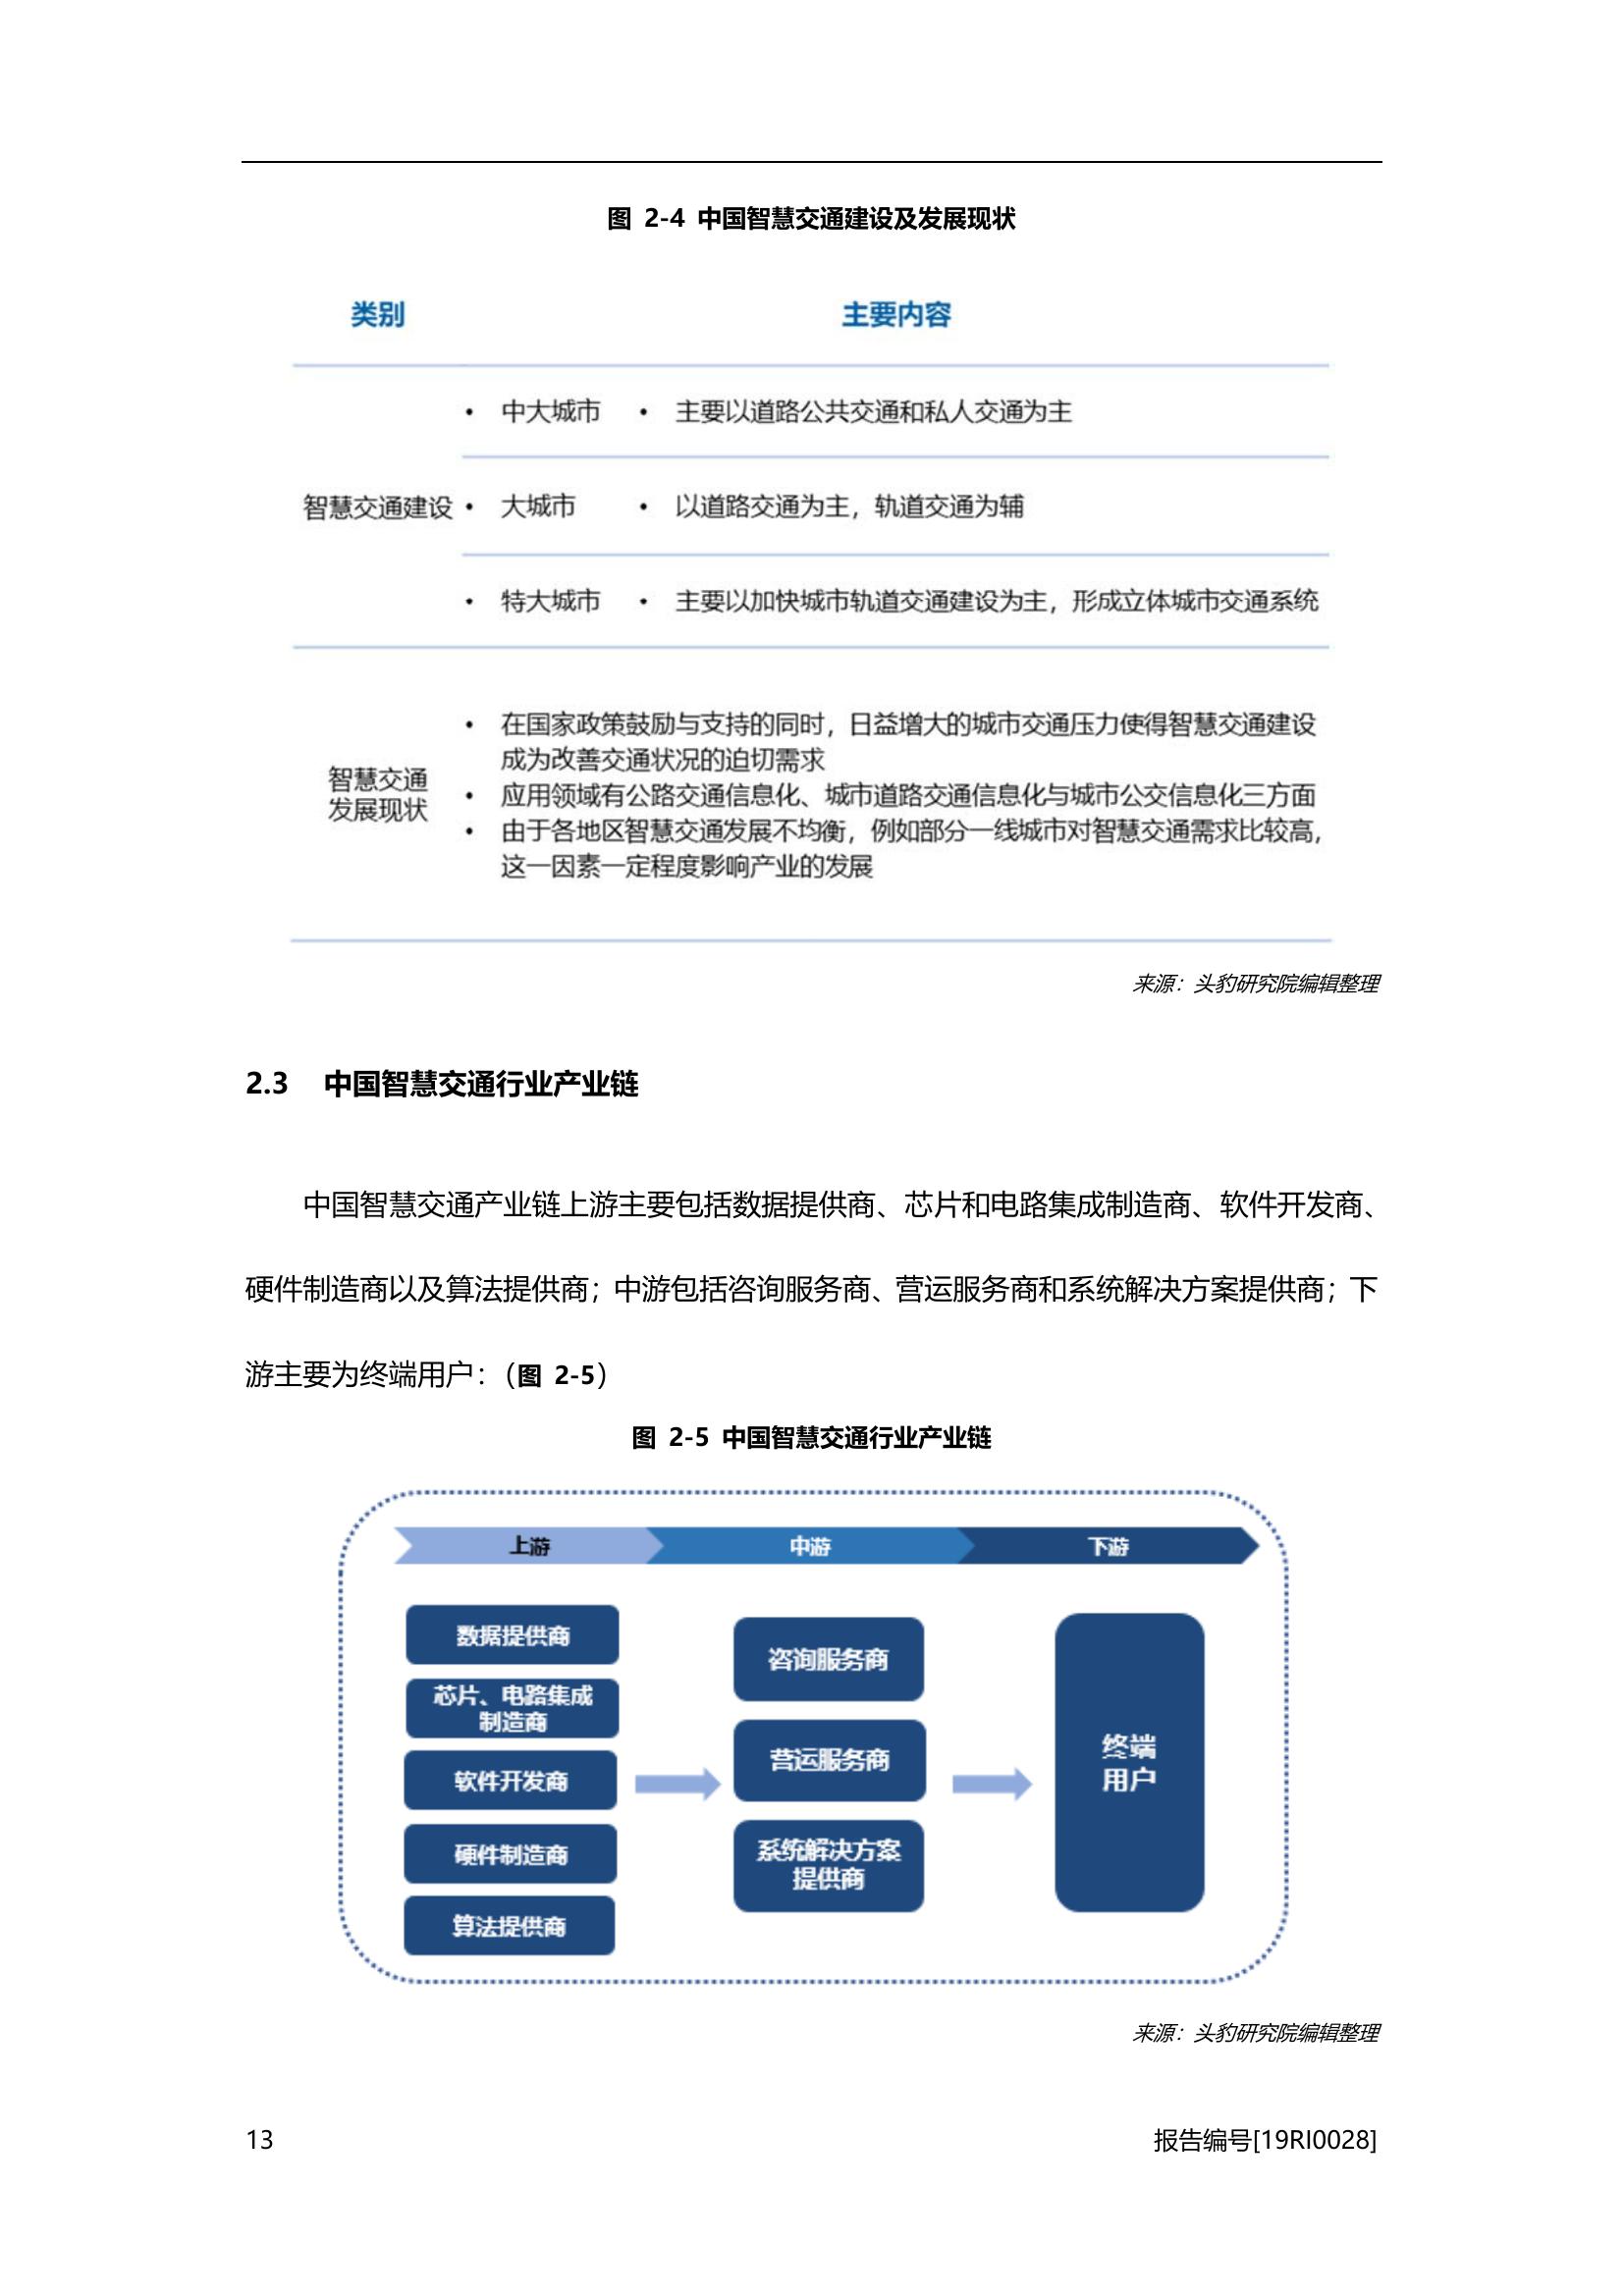 图 2-4 中国智慧交通建设及发展现状
类别 主要内容
• 中大城市 • 主要以道路公共交通和私人交通为主
智慧交通建设 • 大城市 • 以道路交通为主，轨道交通为辅
• 特大城市 • 主要以加快城市轨道交通建设为主，形成立体城市交通系统
智慧交通
发展现状
• 在国家政策鼓励与支持的同时，日益增大的城市交通压力使得智慧交通建设
成为改善交通状况的迫切需求
• 应用领域有公路交通信息化、城市道路交通信息化与城市公交信息化三方面
• 由于各地区智慧交通发展不均衡，例如部分一线城市对智慧交通需求比较高，
这一因素一定程度影响产业的发展
来源：头豹研究院编辑整理
2.3 中国智慧交通行业产业链
中国智慧交通产业链上游主要包括数据提供商、芯片和电路集成制造商、软件开发商、
硬件制造商以及算法提供商；中游包括咨询服务商、营运服务商和系统解决方案提供商；下
游主要为终端用户：（图 2-5）
图 2-5 中国智慧交通行业产业链
上游 中游 下游
数据提供商
芯片、电路集成
制造商
软件开发商
硬件制造商
算法提供商
咨询服务商
营运服务商
系统解决方案
提供商
终端
用户
来源：头豹研究院编辑整理
13 报告编号[19RI0028]